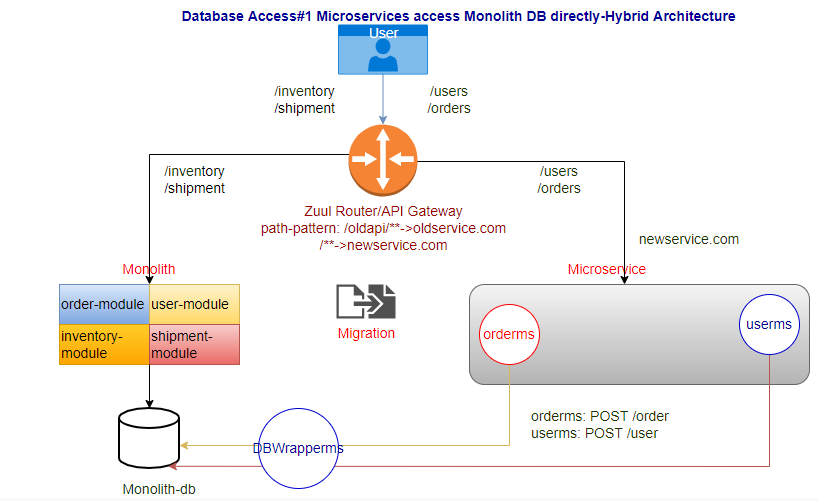 Database Access#1 Microservices access Monolith DB directly-Hybrid Architecture
User
/inventory
/shipment
/users
/orders
/inventory
/shipment
/users
/orders
Zuul Router/API Gateway
path-pattern: /oldapi/**->oldservice.com
/**->newservice.com
newservice.com
Monolith
Microservice
order-module
user-module
inventory-
module
shipment-
module
Migration
orderms
userms
orderms: POST /order
userms: POST /user
DBWrapperms
Monolith-db